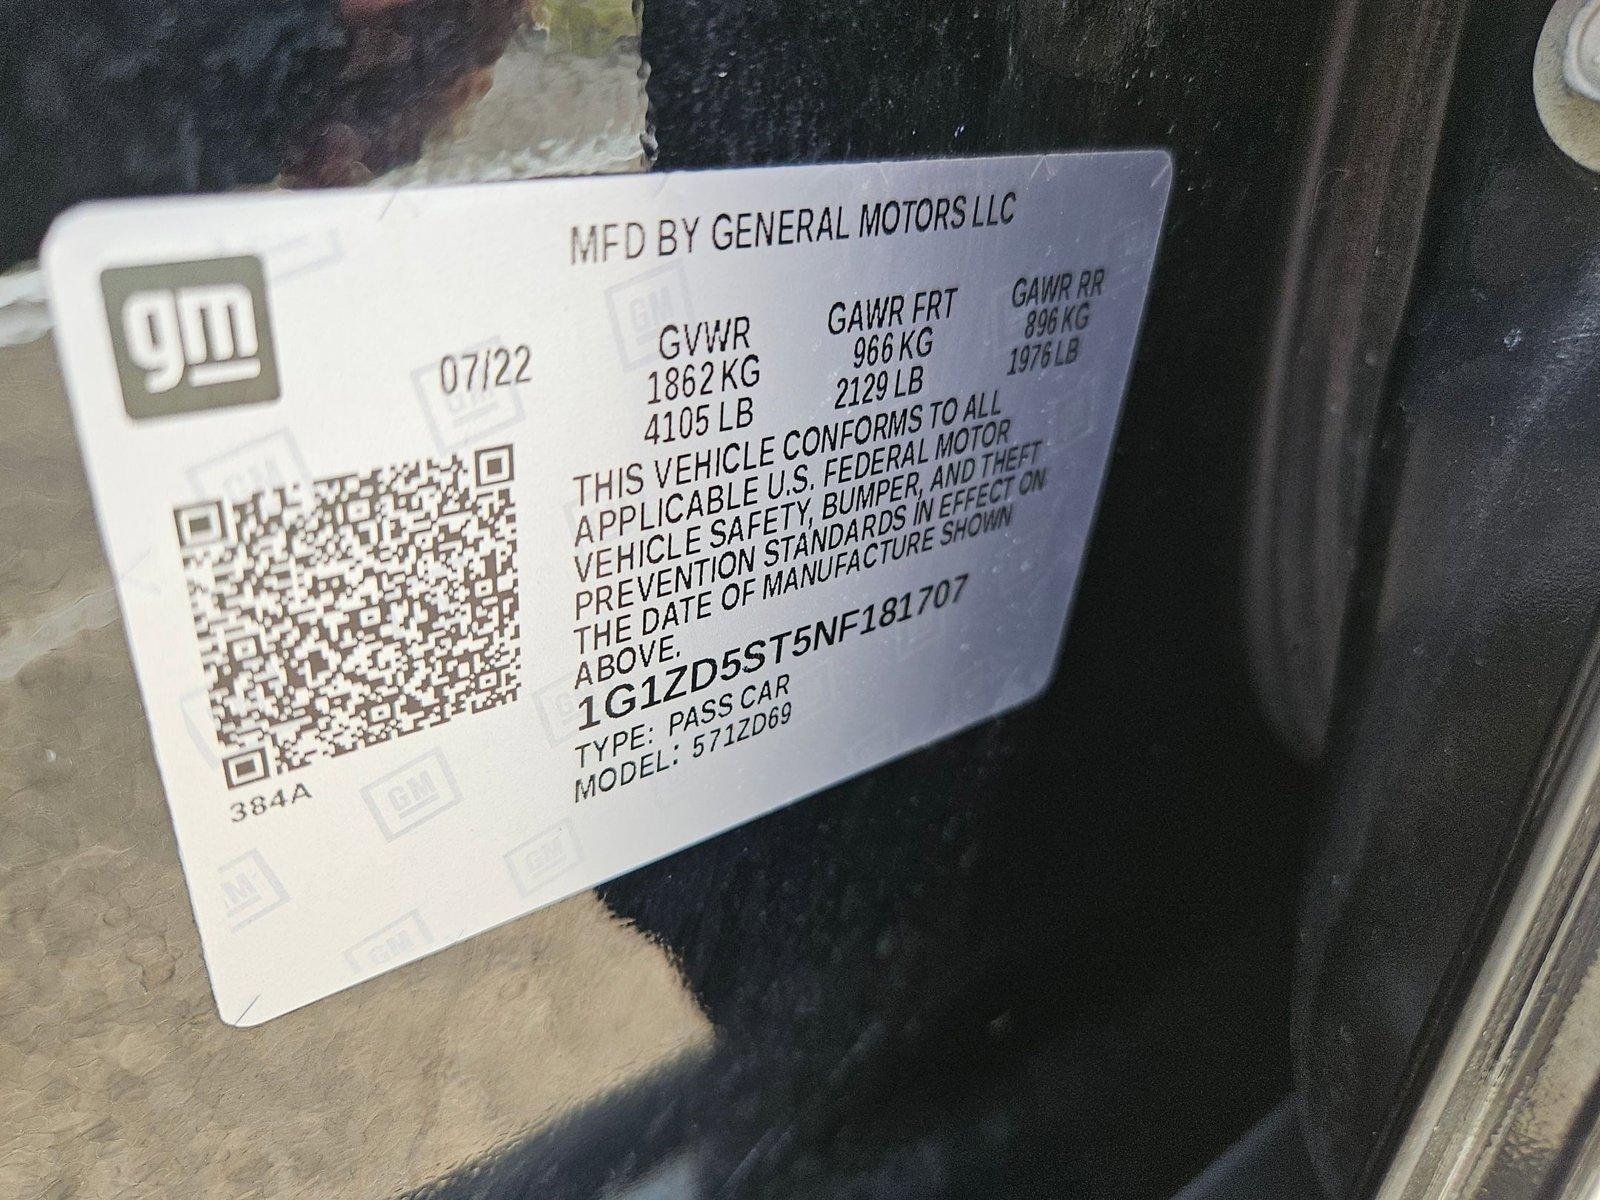 gm
MFD BY GENERAL MOTORS LLC
07/22
GVWR GAWR FRT GAWR RR
1862 KG 966 KG 896 KG
4105 LB 2129 LB 1976 LB
THIS VEHICLE CONFORMS TO ALL
APPLICABLE U.S. FEDERAL MOTOR
VEHICLE SAFETY, BUMPER, AND THEFT
PREVENTION STANDARDS IN EFFECT ON
THE DATE OF MANUFACTURE SHOWN
ABOVE.
1G1ZD5ST5NF181707
TYPE: PASS CAR
MODEL: 571ZD69
384A